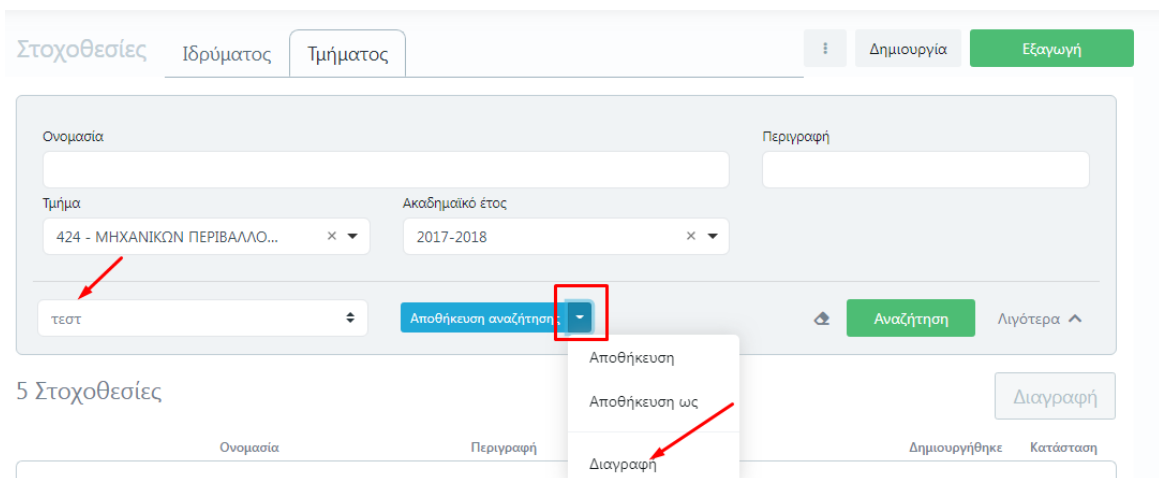 Στοχοθεσίες Ιδρύματος Τμήματος Δημιουργία Εξαγωγή
Ονομασία Περιγραφή
Τμήμα Ακαδημαϊκό έτος
424 - ΜΗΧΑΝΙΚΩΝ ΠΕΡΙΒΑΛΛΟ... 2017-2018
τεστ Αποθήκευση αναζήτησης Αναζήτηση Λιγότερα
Αποθήκευση
5 Στοχοθεσίες Αποθήκευση ως Διαγραφή
Ονομασία Περιγραφή Δημιουργήθηκε Κατάσταση
Διαγραφή